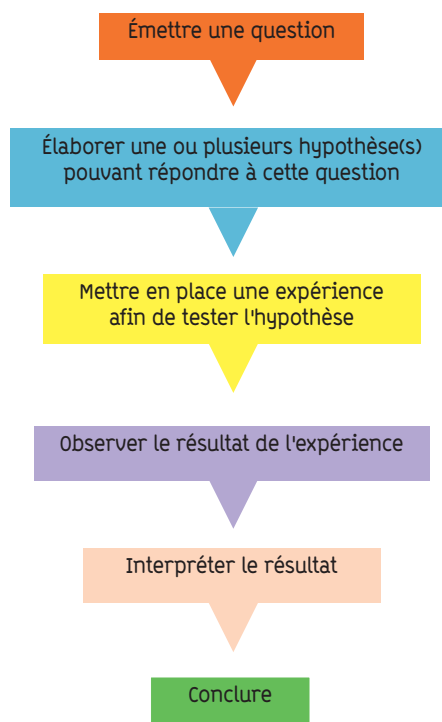 Émettre une question
Élaborer une ou plusieurs hypothèse(s)
pouvant répondre à cette question
Mettre en place une expérience
afin de tester l'hypothèse
Observer le résultat de l'expérience
Interpréter le résultat
Conclure